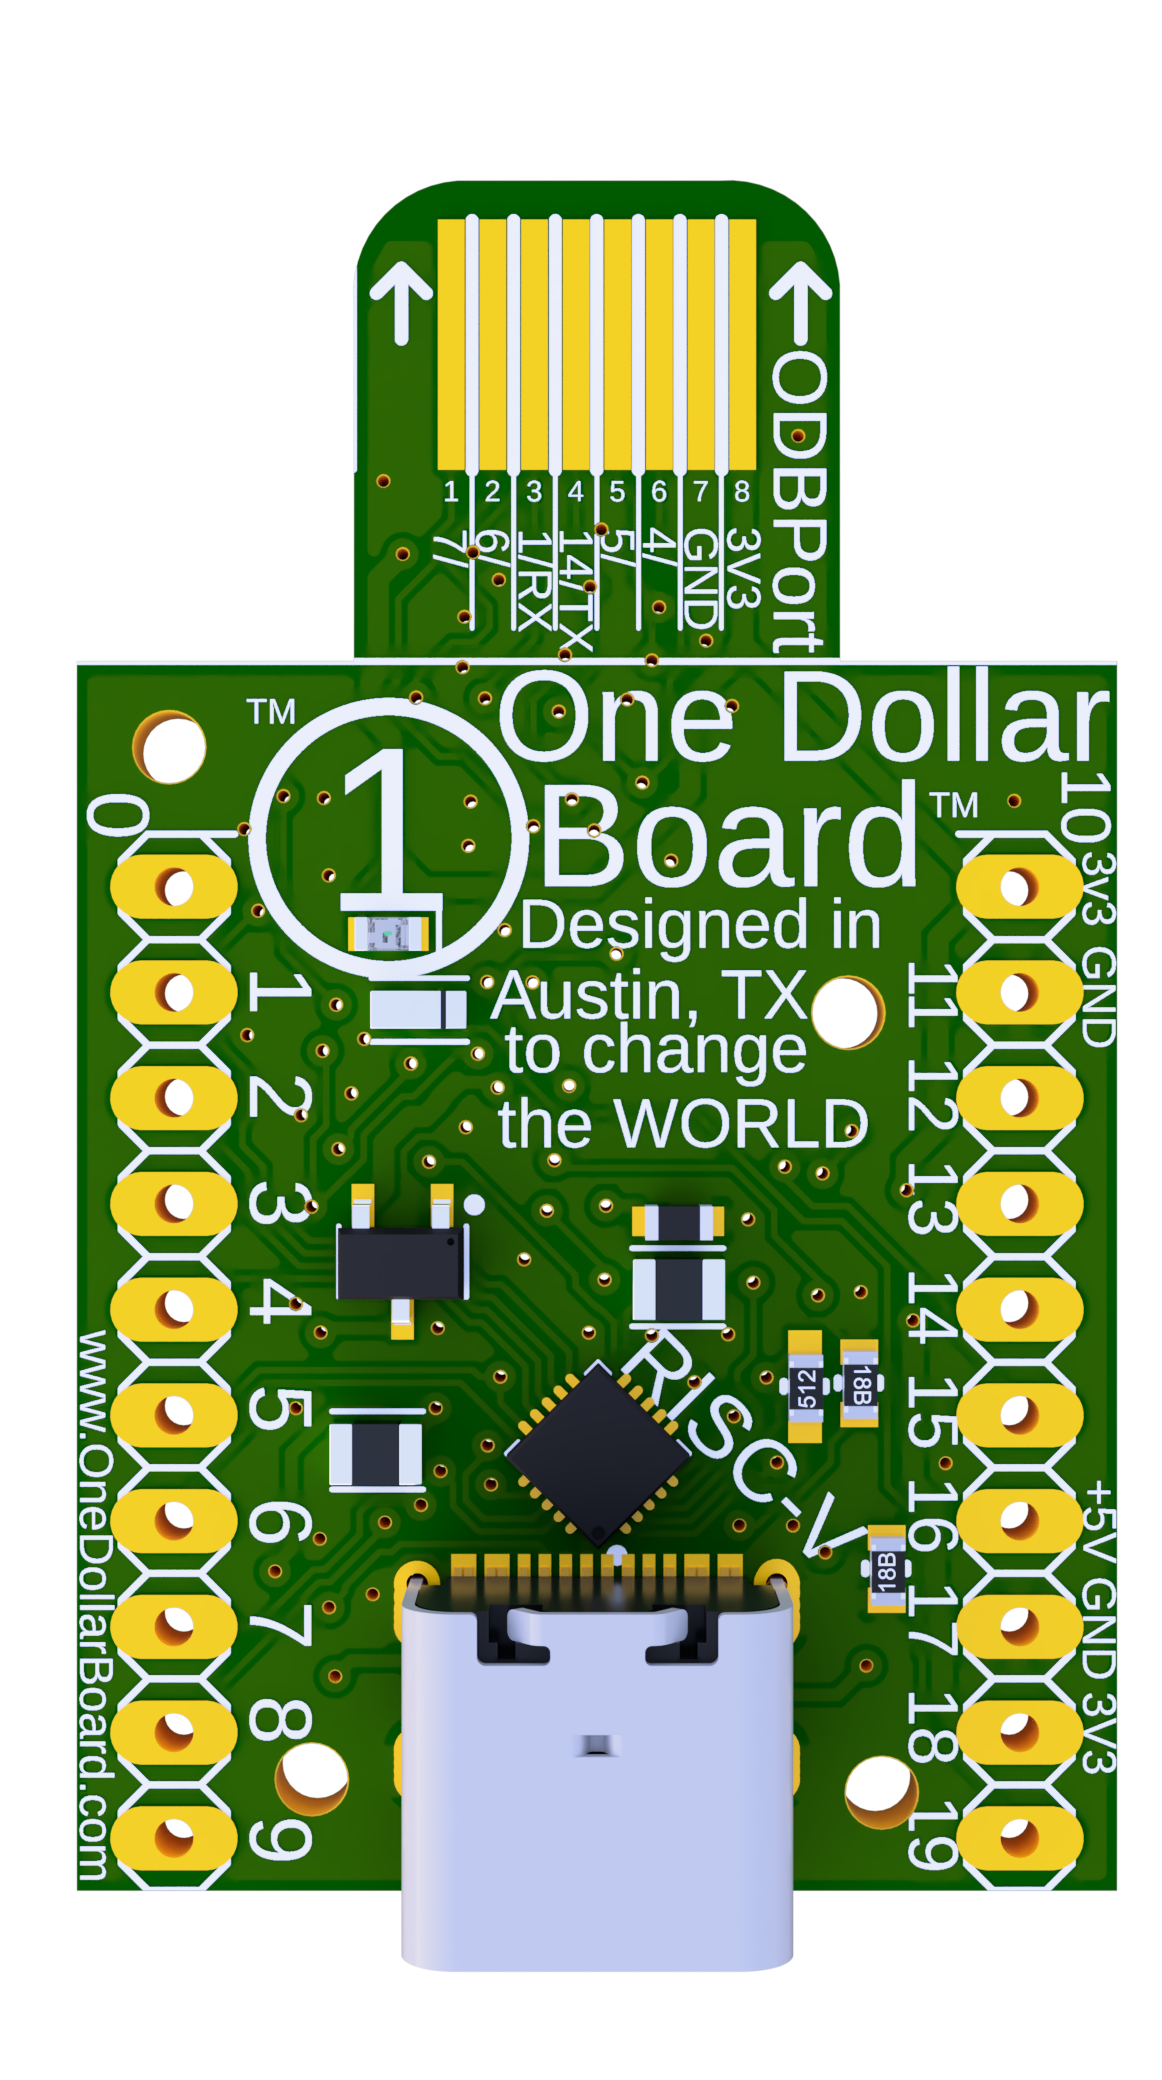 ODBPort
1 2 3 4 5 6 7 8
7/
6/
1/RX
14/TX
5/
4/
GND
3V3
TM
1
One Dollar
Board TM
Designed in
Austin, TX
to change
the WORLD
0
1
2
3
4
5
6
7
8
9
www.OneDollarBoard.com
10
3v3 GND
11
12
13
14
15
16
17
18
19
+5V GND 3V3
RISC-V
512
18B
18B